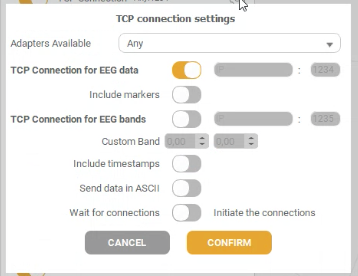 TCP connection settings
Adapters Available Any
TCP Connection for EEG data IP : 1234
Include markers
TCP Connection for EEG bands IP : 1235
Custom Band 0,00 0,00
Include timestamps
Send data in ASCII
Wait for connections Initiate the connections
CANCEL CONFIRM